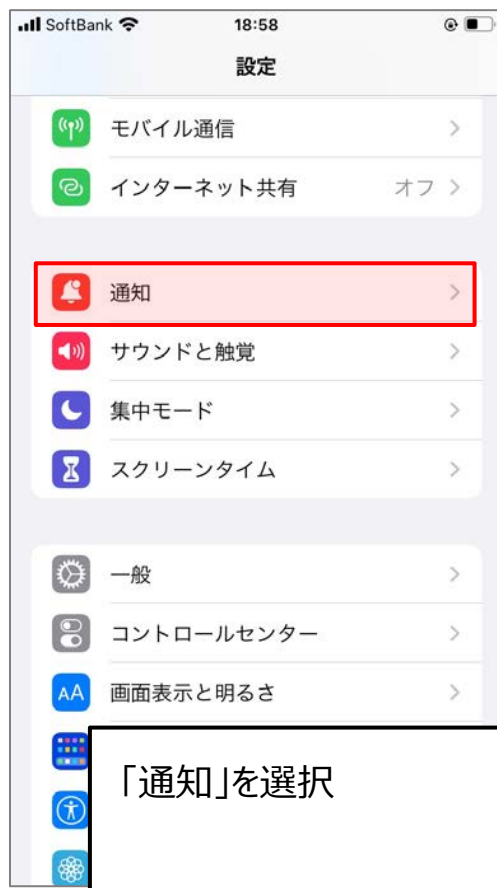 SoftBank 18:58
設定
モバイル通信
インターネット共有 オフ
通知
サウンドと触覚
集中モード
スクリーンタイム
一般
コントロールセンター
AA 画面表示と明るさ
「通知」を選択